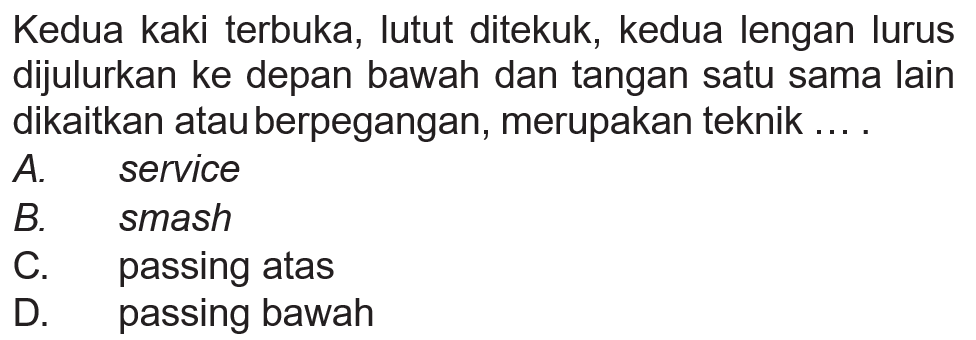 Kedua kaki terbuka, lutut ditekuk, kedua lengan lurus
dijulurkan ke depan bawah dan tangan satu sama lain
dikaitkan atau berpegangan, merupakan teknik ... .
A. service
B. smash
C. passing atas
D. passing bawah